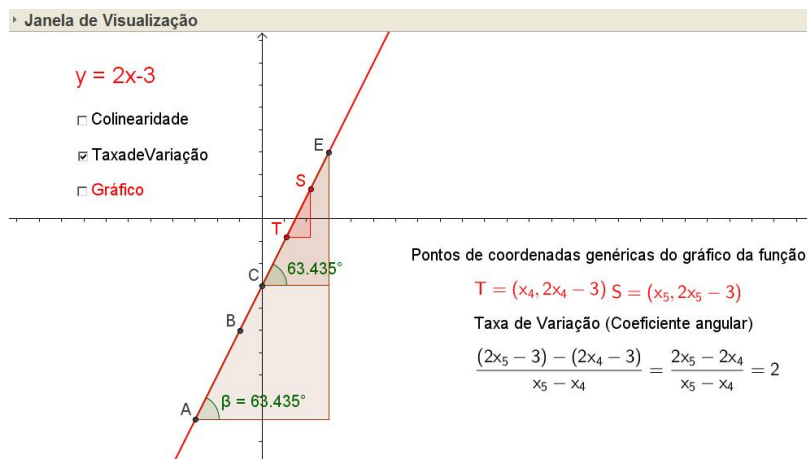 Janela de Visualização
y = 2x-3
Colinearidade
TaxadeVariação
Gráfico
E
S
T
C
63.435°
B
A
β = 63.435°
Pontos de coordenadas genéricas do gráfico da função
T = (x₄, 2x₄ − 3) S = (x₅, 2x₅ − 3)
Taxa de Variação (Coeficiente angular)
(2x₅ − 3) − (2x₄ − 3) / x₅ − x₄ = 2x₅ − 2x₄ / x₅ − x₄ = 2